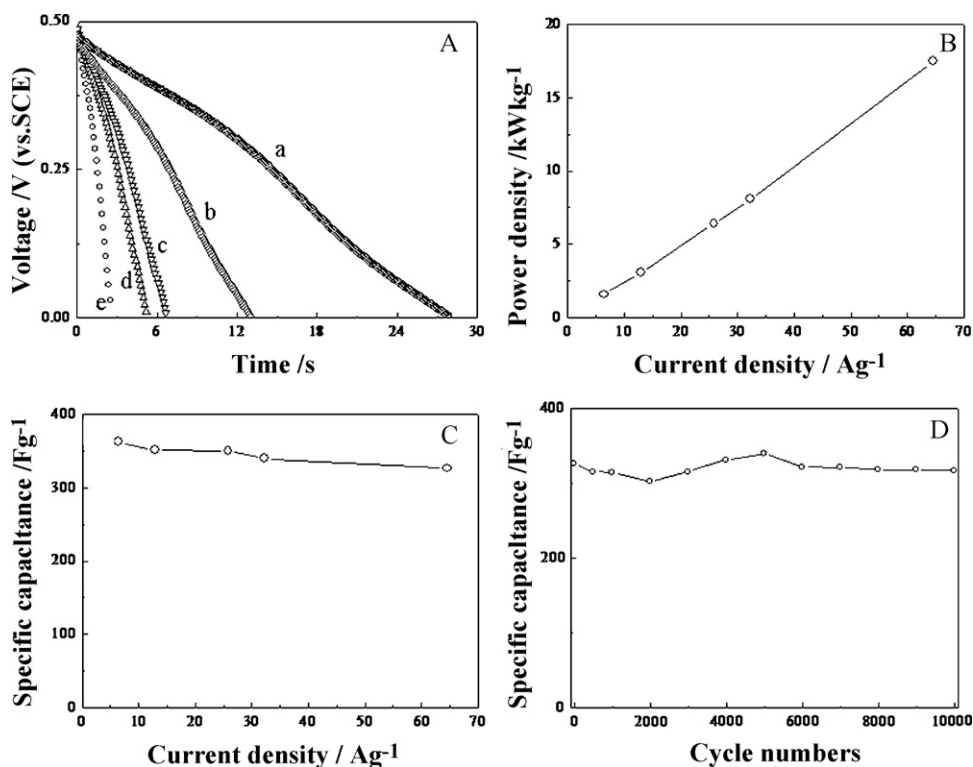 0.50
0.25
0.00
Voltage /V (vs.SCE)
A
a
b
c
d
e
0 6 12 18 24 30
Time /s
20
15
10
5
0
Power density /kWkg-1
B
0 10 20 30 40 50 60 70
Current density / Ag-1
400
300
200
100
0
Specific capacltance /Fg-1
C
0 10 20 30 40 50 60 70
Current density / Ag-1
400
200
0
Specific capacltance /Fg-1
D
0 2000 4000 6000 8000 10000
Cycle numbers